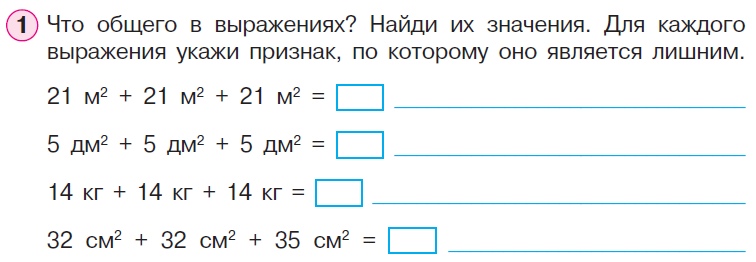 1 Что общего в выражениях? Найди их значения. Для каждого
выражения укажи признак, по которому оно является лишним.
21 м² + 21 м² + 21 м² =
5 дм² + 5 дм² + 5 дм² =
14 кг + 14 кг + 14 кг =
32 см² + 32 см² + 35 см² =